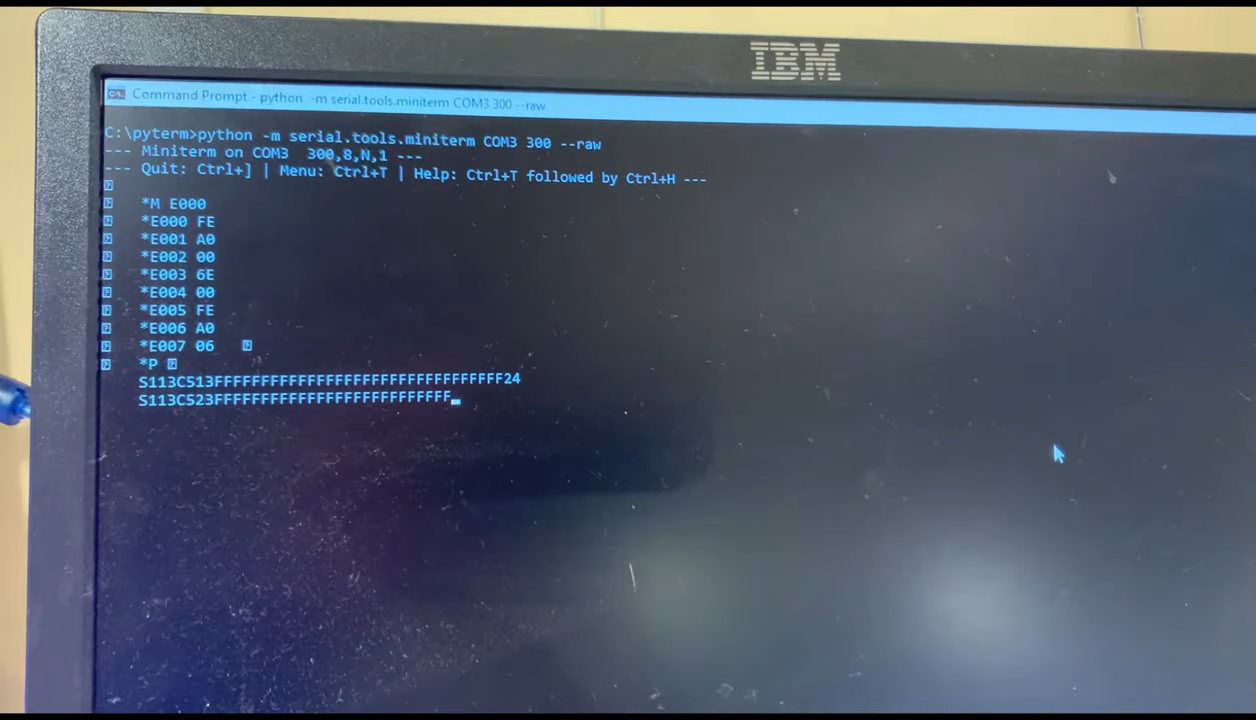 IBM
Command Prompt - python -m serial.tools.miniterm COM3 300 --raw
C:\pyterm>python -m serial.tools.miniterm COM3 300 --raw
--- Miniterm on COM3  300,8,N,1 ---
--- Quit: Ctrl+] | Menu: Ctrl+T | Help: Ctrl+T followed by Ctrl+H ---
*M E000
*E000 FE
*E001 A0
*E002 00
*E003 6E
*E004 00
*E005 FE
*E006 A0
*E007 06
*P
S113C513FFFFFFFFFFFFFFFFFFFFFFFFFFFFFFFF24
S113C523FFFFFFFFFFFFFFFFFFFFFFFFFF_